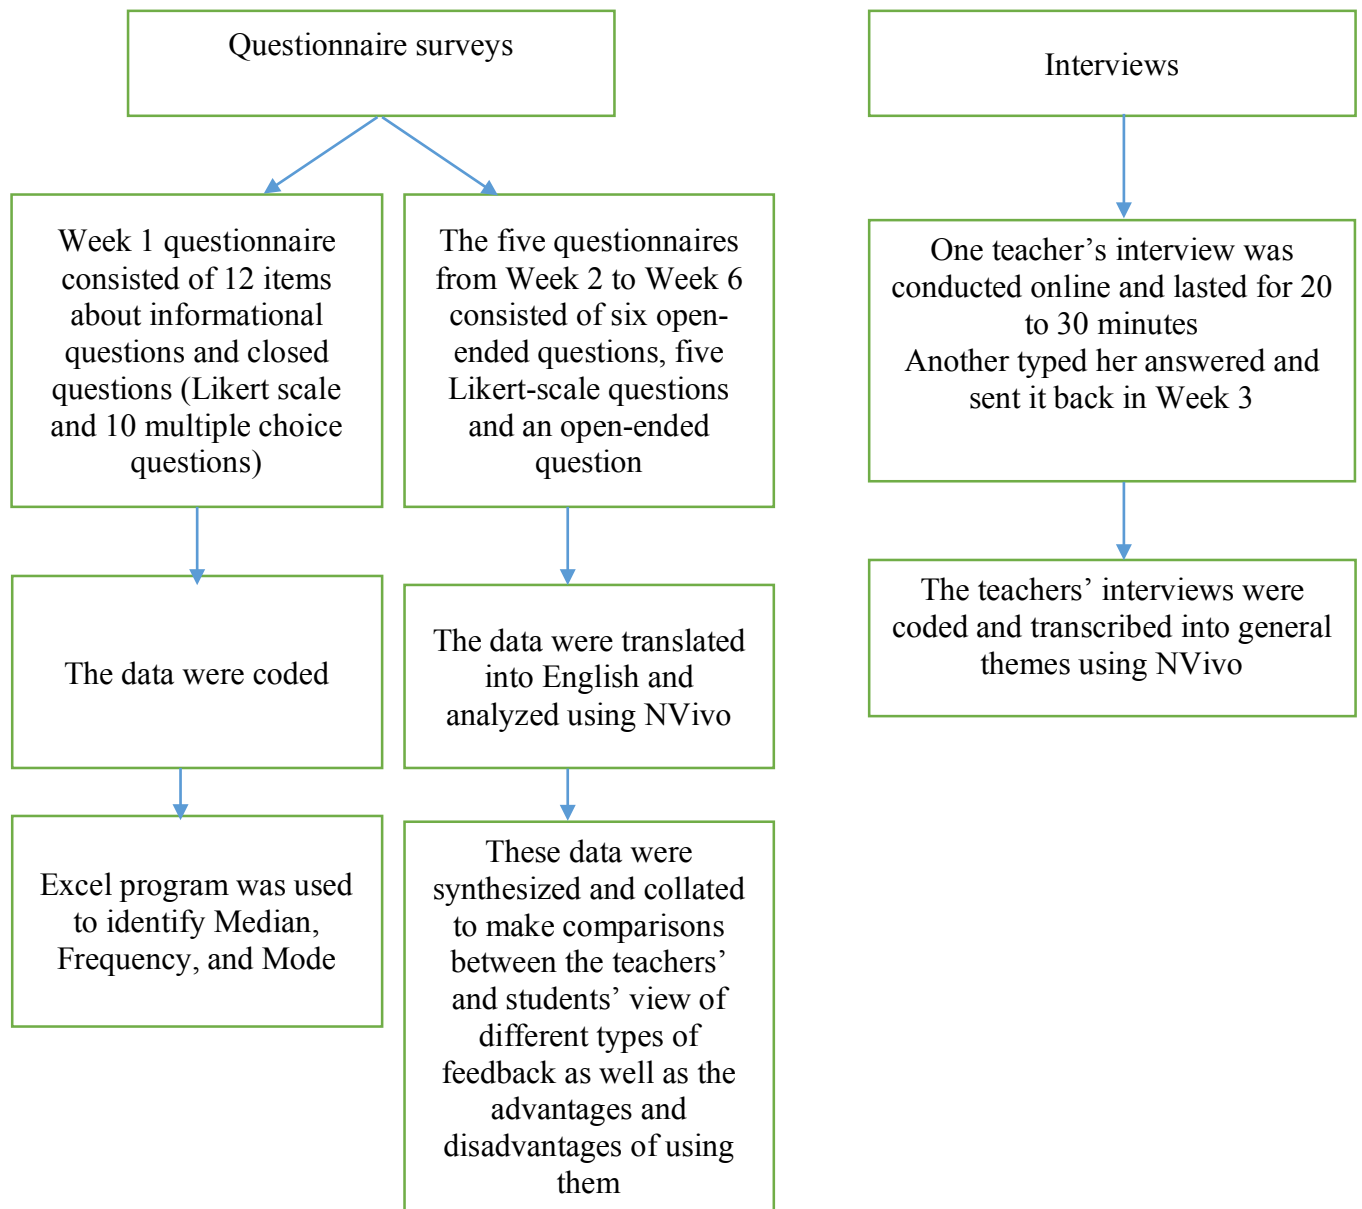 Questionnaire surveys
Week 1 questionnaire
consisted of 12 items
about informational
questions and closed
questions (Likert scale
and 10 multiple choice
questions)
The data were coded
Excel program was used
to identify Median,
Frequency, and Mode
The five questionnaires
from Week 2 to Week 6
consisted of six open-
ended questions, five
Likert-scale questions
and an open-ended
question
The data were translated
into English and
analyzed using NVivo
These data were
synthesized and collated
to make comparisons
between the teachers’
and students’ view of
different types of
feedback as well as the
advantages and
disadvantages of using
them
Interviews
One teacher’s interview was
conducted online and lasted for 20
to 30 minutes
Another typed her answered and
sent it back in Week 3
The teachers’ interviews were
coded and transcribed into general
themes using NVivo